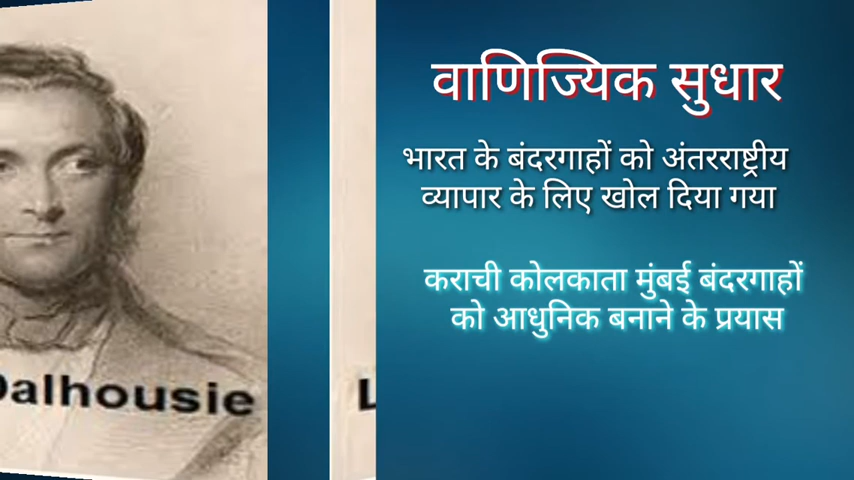 वाणिज्यिक सुधार
भारत के बंदरगाहों को अंतरराष्ट्रीय
व्यापार के लिए खोल दिया गया
कराची कोलकाता मुंबई बंदरगाहों
को आधुनिक बनाने के प्रयास
Dalhousie
L